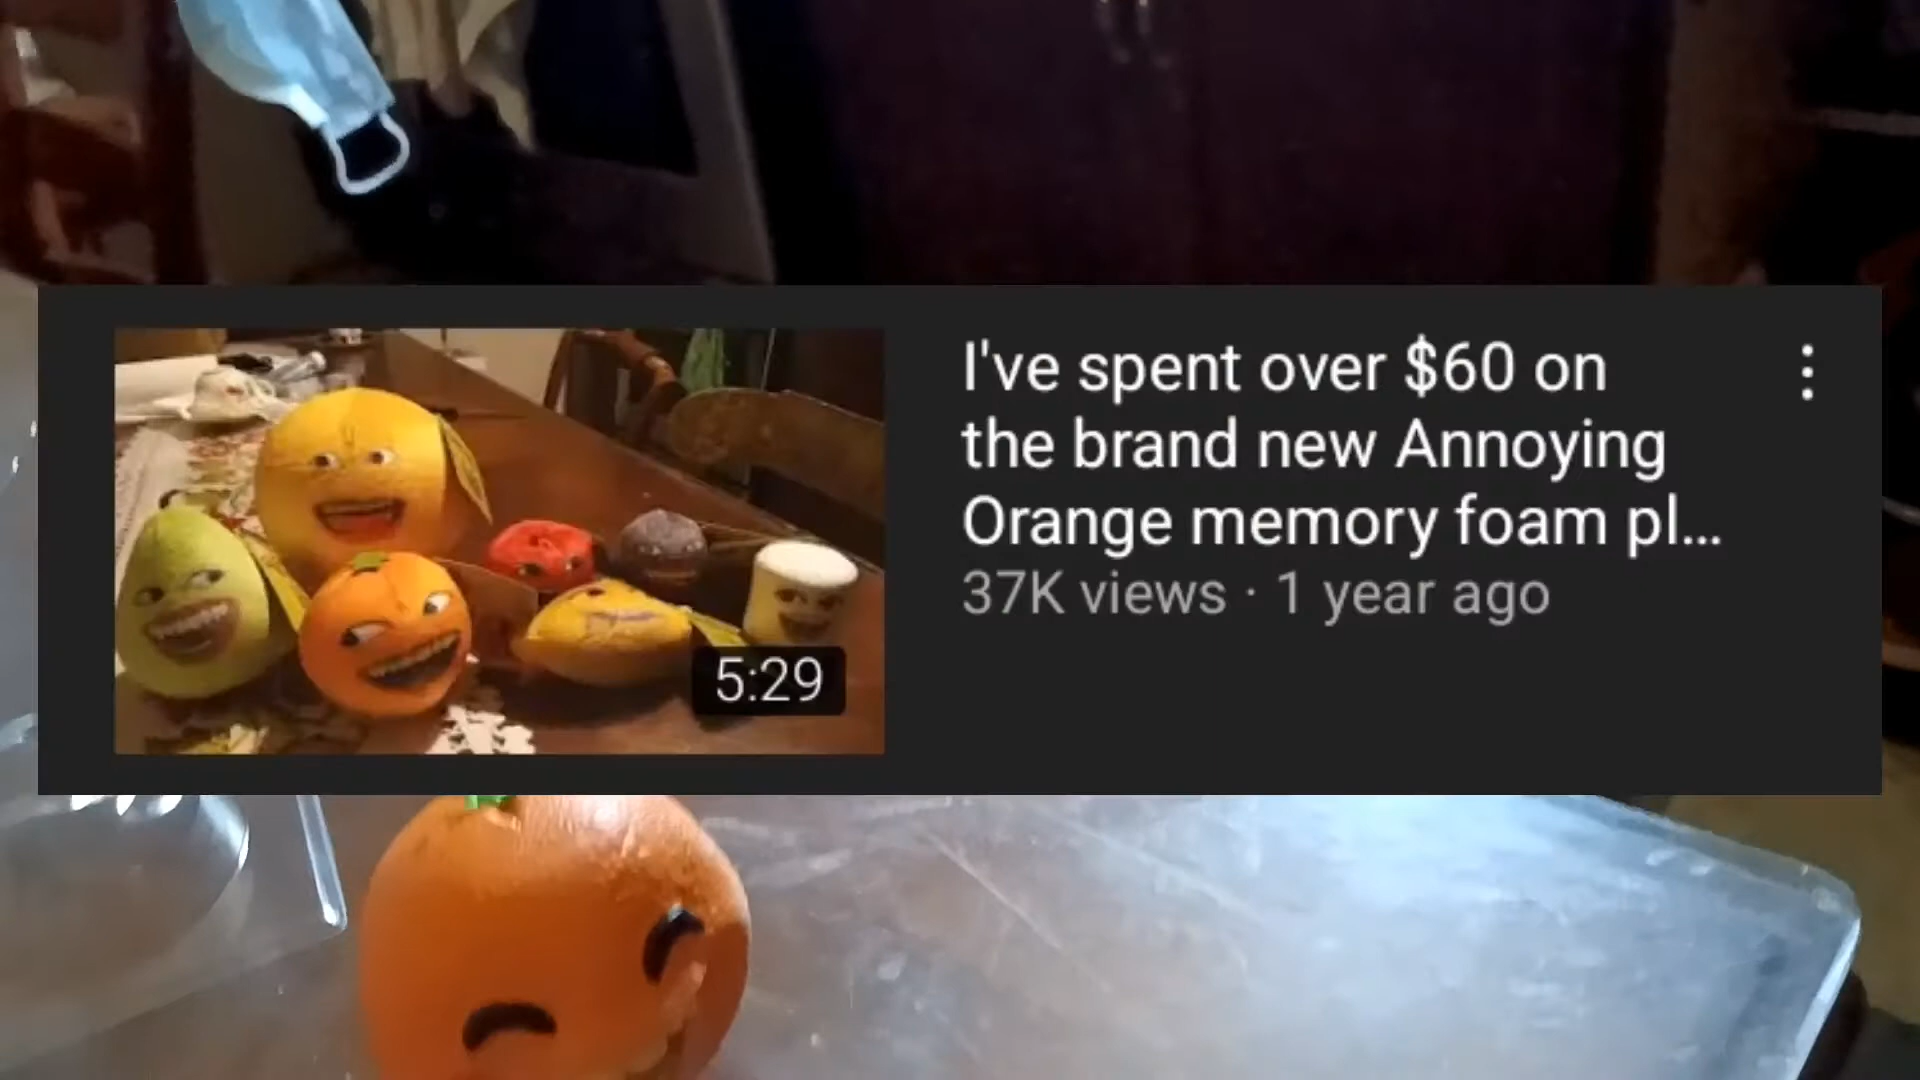 I've spent over $60 on
the brand new Annoying
Orange memory foam pl...
37K views · 1 year ago
5:29